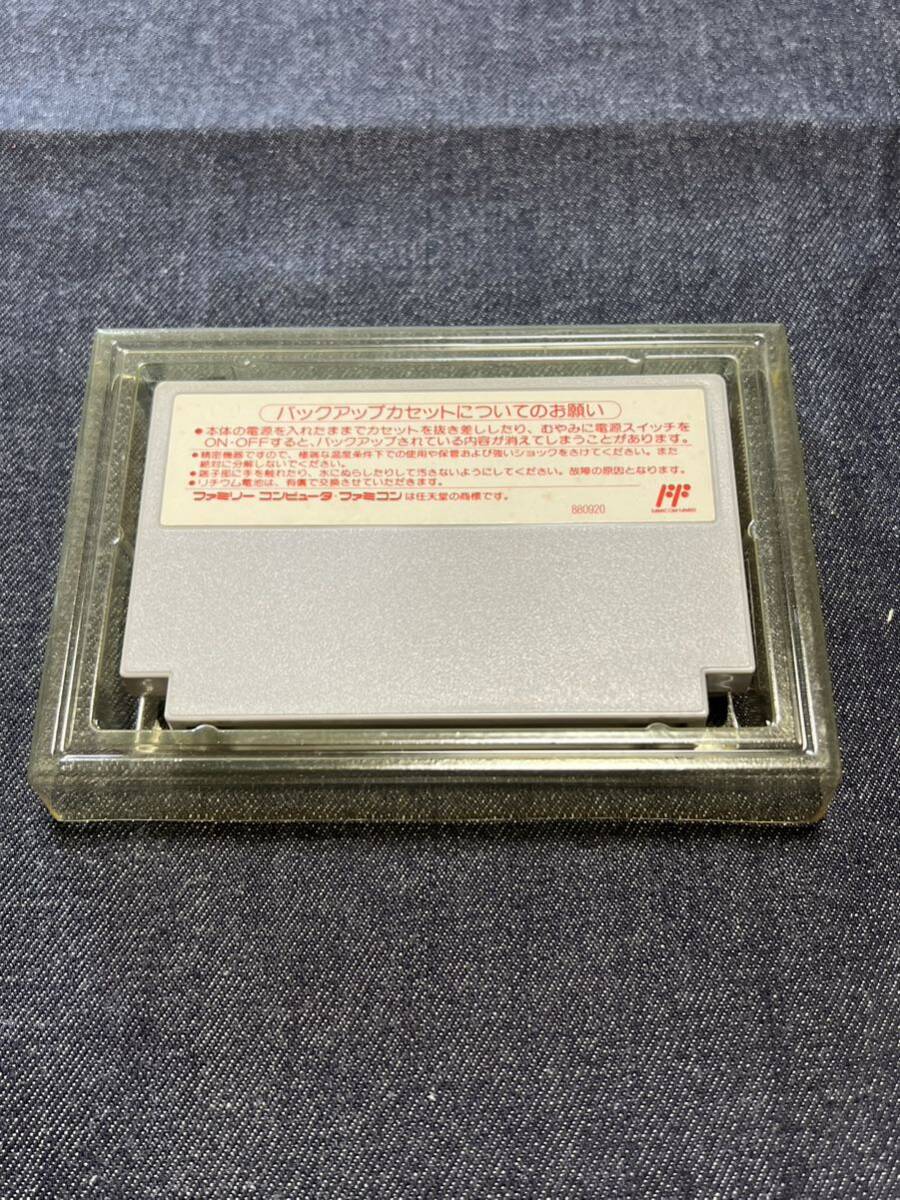 バックアップカセットについてのお願い
●本体の電源を入れたままでカセットを抜き差ししたり、むやみに電源スイッチを
ON・OFFすると、バックアップされている内容が消えてしまうことがあります。
●精密機器ですので、極端な温度条件下での使用や保管および強いショックをさけてください。また
絶対に分解しないでください。
●端子部に手を触れたり、水にぬらしたりして汚さないようにしてください。故障の原因となります。
●リチウム電池は、有償で交換させていただきます。
ファミリーコンピュータ・ファミコンは任天堂の商標です。
880920
FF